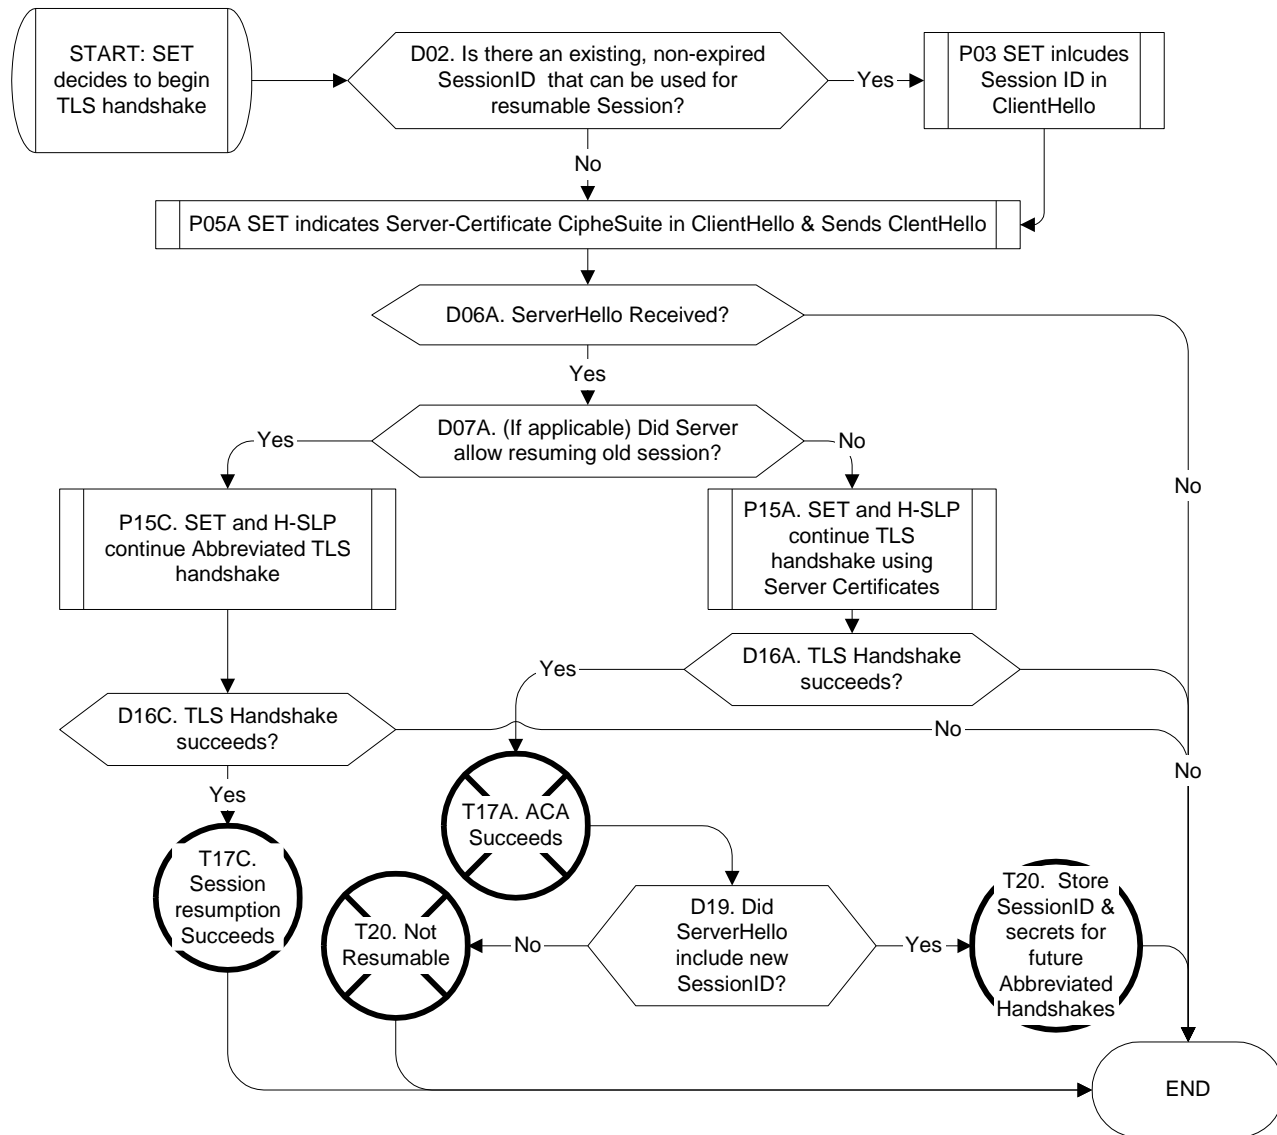 START: SET
decides to begin
TLS handshake
D02. Is there an existing, non-expired
SessionID that can be used for
resumable Session?
Yes
P03 SET inlcudes
Session ID in
ClientHello
No
P05A SET indicates Server-Certificate CipheSuite in ClientHello & Sends ClentHello
D06A. ServerHello Received?
Yes
No
D07A. (If applicable) Did Server
allow resuming old session?
Yes
No
P15C. SET and H-SLP
continue Abbreviated TLS
handshake
P15A. SET and H-SLP
continue TLS
handshake using
Server Certificates
D16A. TLS Handshake
succeeds?
Yes
No
D16C. TLS Handshake
succeeds?
No
Yes
T17A. ACA
Succeeds
T17C.
Session
resumption
Succeeds
T20. Not
Resumable
No
D19. Did
ServerHello
include new
SessionID?
Yes
T20. Store
SessionID &
secrets for
future
Abbreviated
Handshakes
END